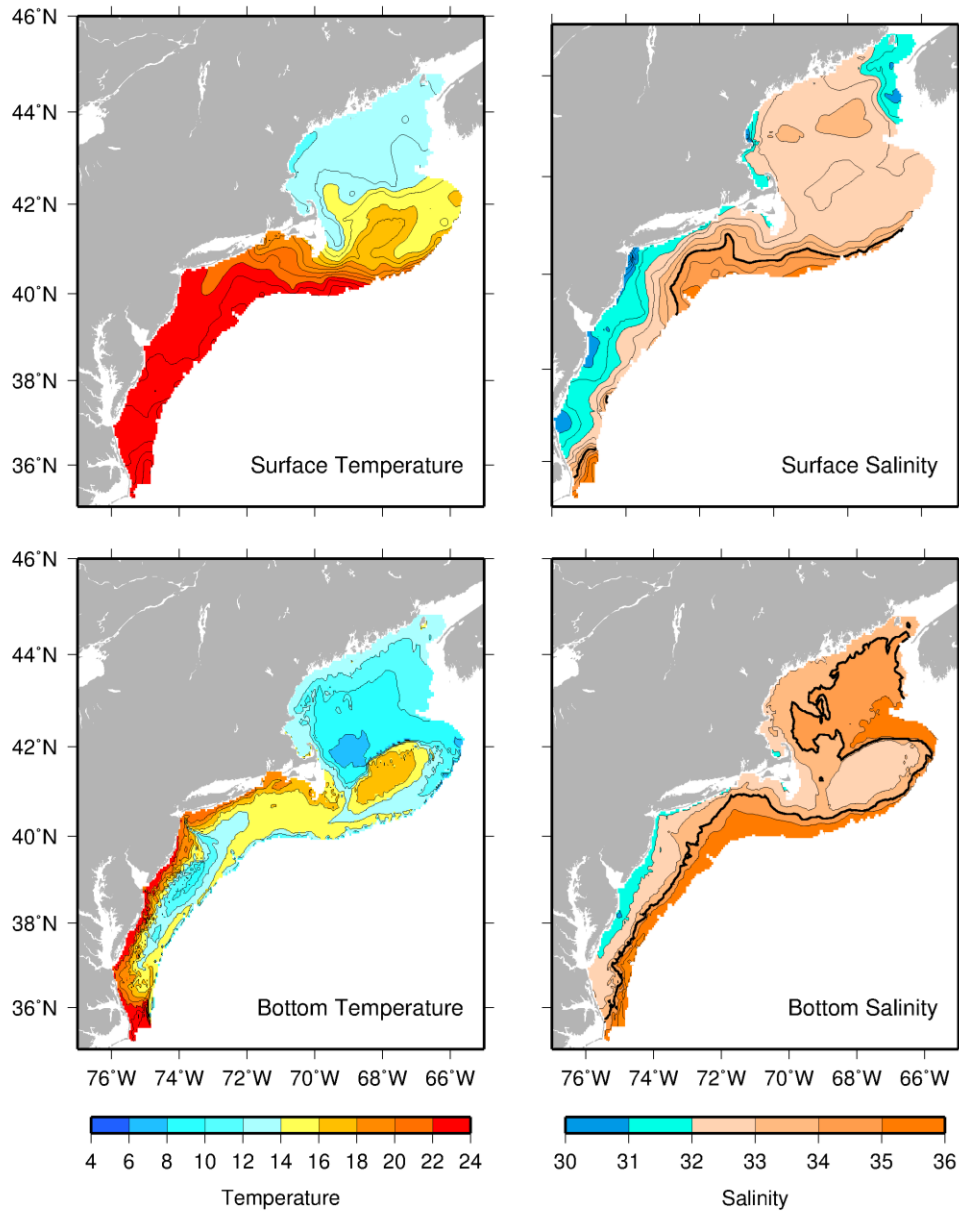 46˚N
44˚N
42˚N
40˚N
38˚N
36˚N
Surface Temperature
Surface Salinity
46˚N
44˚N
42˚N
40˚N
38˚N
36˚N
Bottom Temperature
Bottom Salinity
76˚W 74˚W 72˚W 70˚W 68˚W 66˚W
76˚W 74˚W 72˚W 70˚W 68˚W 66˚W
4 6 8 10 12 14 16 18 20 22 24
Temperature
30 31 32 33 34 35 36
Salinity